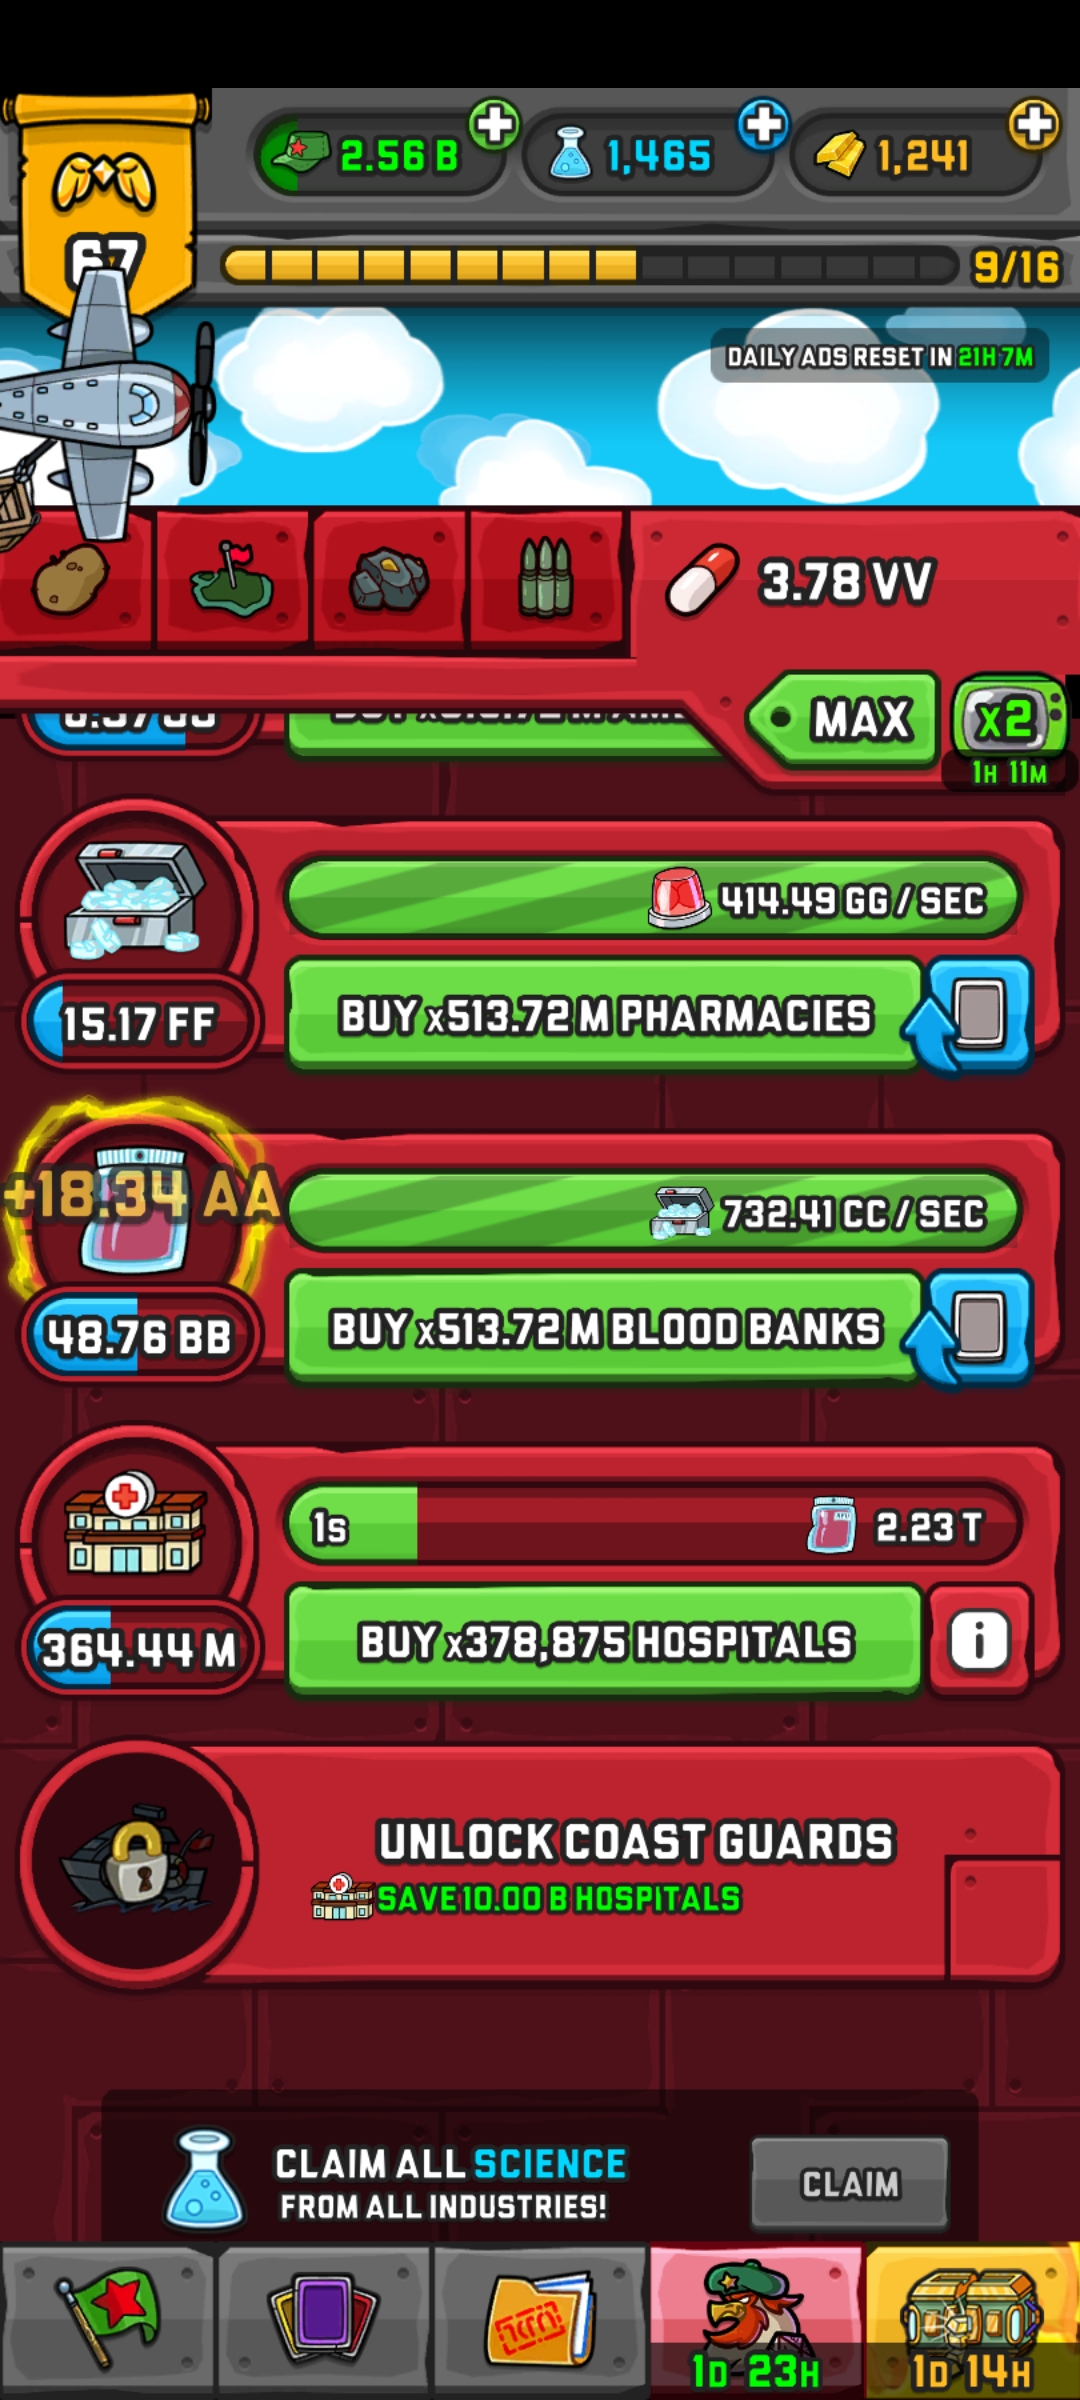 2.56 B
1,465
1,241
67
9/16
DAILY ADS RESET IN 21H 7M
3.78 VV
MAX
x2
1H 11M
414.49 GG / SEC
BUY x513.72 M PHARMACIES
15.17 FF
+18.34 AA
732.41 CC / SEC
BUY x513.72 M BLOOD BANKS
48.76 BB
1s
2.23 T
BUY x378,875 HOSPITALS
i
364.44 M
UNLOCK COAST GUARDS
SAVE 10.00 B HOSPITALS
CLAIM ALL SCIENCE
FROM ALL INDUSTRIES!
CLAIM
1D 23H
1D 14H